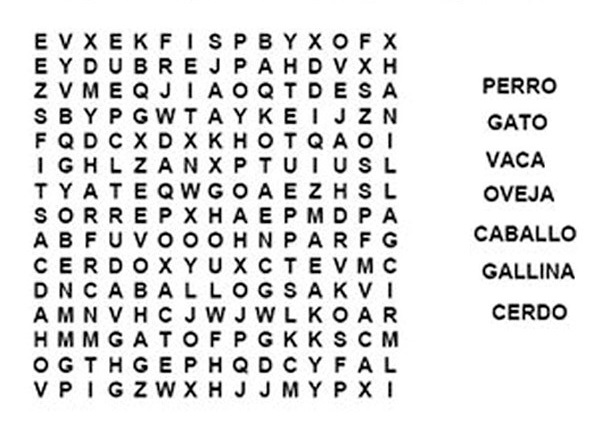 E V X E K F I S P B Y X O F X
E Y D U B R E J P A H D V X H
Z V M E Q J I A O Q T D E S A
S B Y P G W T A Y K E I J Z N
F Q D C X D X K H O T Q A O I
I G H L Z A N X P T U I U S L
T Y A T E Q W G O A E Z H S L
S O R R E P X H A E P M D P A
A B F U V O O O H N P A R F G
C E R D O X Y U X C T E V M C
D N C A B A L L O G S A K V I
A M N V H C J W J W L K O A R
H M M G A T O F P G K K S C M
O G T H G E P H Q D C Y F A L
V P I G Z W X H J J M Y P X I
PERRO
GATO
VACA
OVEJA
CABALLO
GALLINA
CERDO